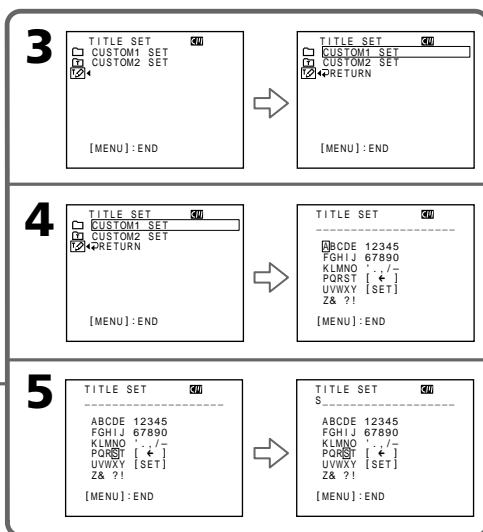 3
TITLE SET
CUSTOM1 SET
CUSTOM2 SET
[MENU] : END
TITLE SET
CUSTOM1 SET
CUSTOM2 SET
RETURN
[MENU] : END
4
TITLE SET
CUSTOM1 SET
CUSTOM2 SET
RETURN
[MENU] : END
TITLE SET
_ _ _ _ _ _ _ _ _ _ _ _ _ _ _ _ _ _ _ _
ABCDE 12345
FGHIJ 67890
KLMNO ' . , / –
PQRST [ ← ]
UVWXY [SET]
Z& ?!
[MENU] : END
5
TITLE SET
_ _ _ _ _ _ _ _ _ _ _ _ _ _ _ _ _ _ _ _
ABCDE 12345
FGHIJ 67890
KLMNO ' . , / –
PQRST [ ← ]
UVWXY [SET]
Z& ?!
[MENU] : END
TITLE SET
S_ _ _ _ _ _ _ _ _ _ _ _ _ _ _ _ _ _ _
ABCDE 12345
FGHIJ 67890
KLMNO ' . , / –
PQRST [ ← ]
UVWXY [SET]
Z& ?!
[MENU] : END